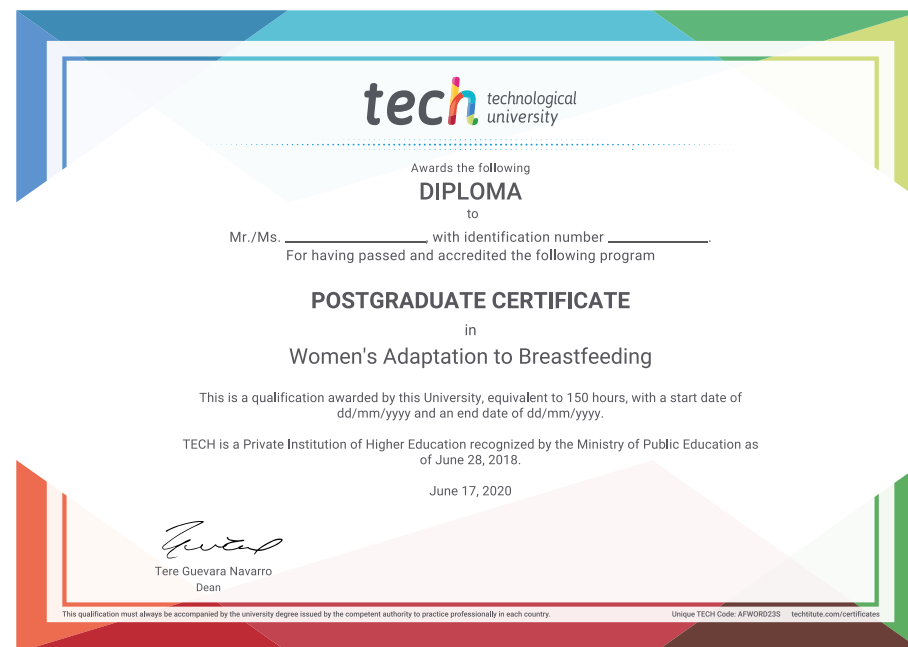 tech technological
university
Awards the following
DIPLOMA
to
Mr./Ms. ____________________, with identification number ______________.
For having passed and accredited the following program
POSTGRADUATE CERTIFICATE
in
Women's Adaptation to Breastfeeding
This is a qualification awarded by this University, equivalent to 150 hours, with a start date of
dd/mm/yyyy and an end date of dd/mm/yyyy.
TECH is a Private Institution of Higher Education recognized by the Ministry of Public Education as
of June 28, 2018.
June 17, 2020
Tere Guevara Navarro
Dean
This qualification must always be accompanied by the university degree issued by the competent authority to practice professionally in each country.
Unique TECH Code: AFWORD23S techtitute.com/certificates